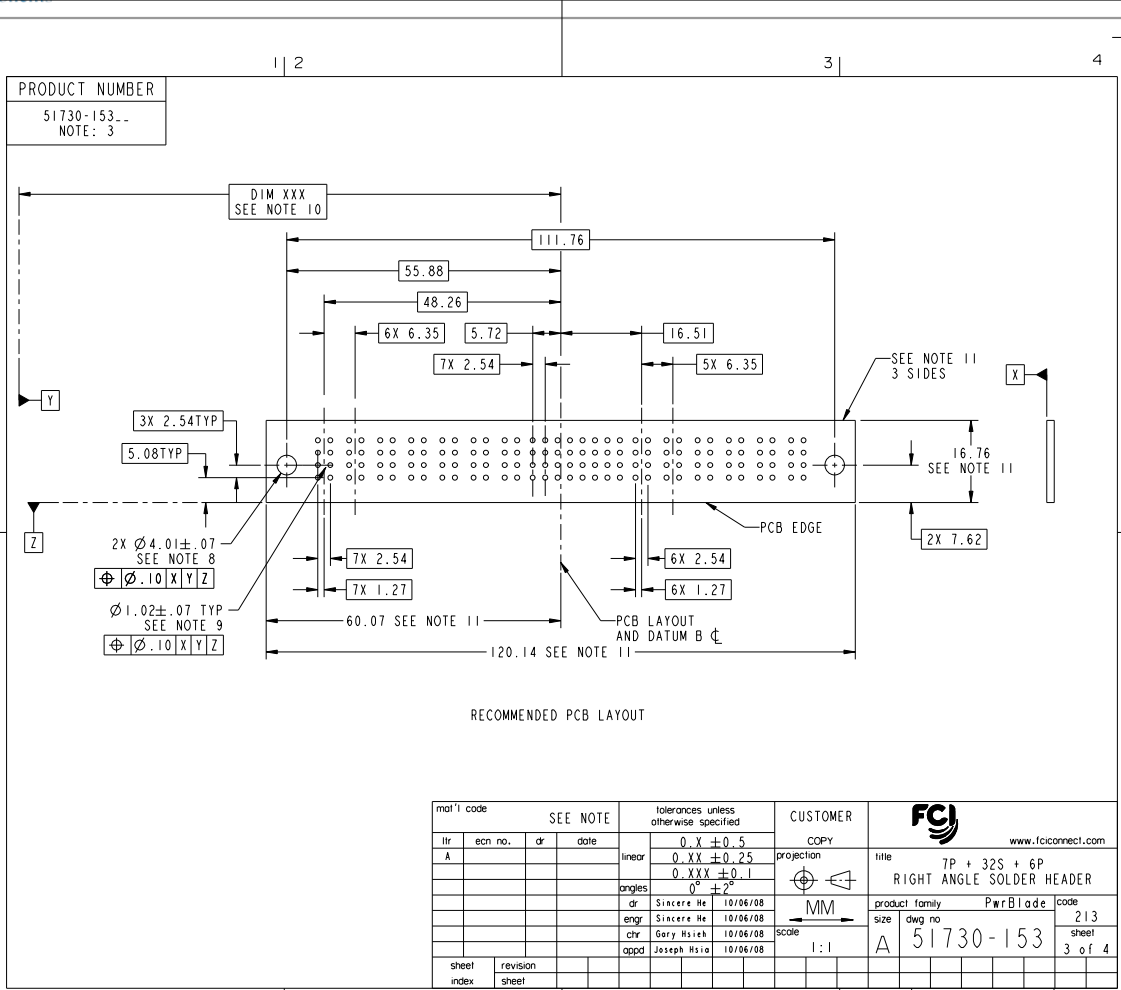 1 2 3 4
PRODUCT NUMBER
51730-153__
NOTE: 3
DIM XXX
SEE NOTE 10
111.76
55.88
48.26
6X 6.35
5.72
16.51
7X 2.54
5X 6.35
SEE NOTE 11
3 SIDES
X
Y
3X 2.54TYP
5.08TYP
16.76
SEE NOTE 11
Z
PCB EDGE
2X 7.62
2X Ø4.01±.07
SEE NOTE 8
⌖ Ø.10 X Y Z
7X 2.54
6X 2.54
7X 1.27
6X 1.27
Ø1.02±.07 TYP
SEE NOTE 9
⌖ Ø.10 X Y Z
60.07 SEE NOTE 11
PCB LAYOUT
AND DATUM B ℄
120.14 SEE NOTE 11
RECOMMENDED PCB LAYOUT
mat'l code
SEE NOTE
tolerances unless
otherwise specified
CUSTOMER
COPY
FCI
www.fciconnect.com
ltr ecn no. dr date
A
linear
0.X ±0.5
0.XX ±0.25
0.XXX ±0.1
angles
0° ±2°
projection
title
7P + 32S + 6P
RIGHT ANGLE SOLDER HEADER
dr Sincere He 10/06/08
engr Sincere He 10/06/08
chr Gary Hsieh 10/06/08
appd Joseph Hsia 10/06/08
MM
scale
1:1
product family PwrBlade
code
213
size
A
dwg no
51730-153
sheet
3 of 4
sheet
index
revision
sheet